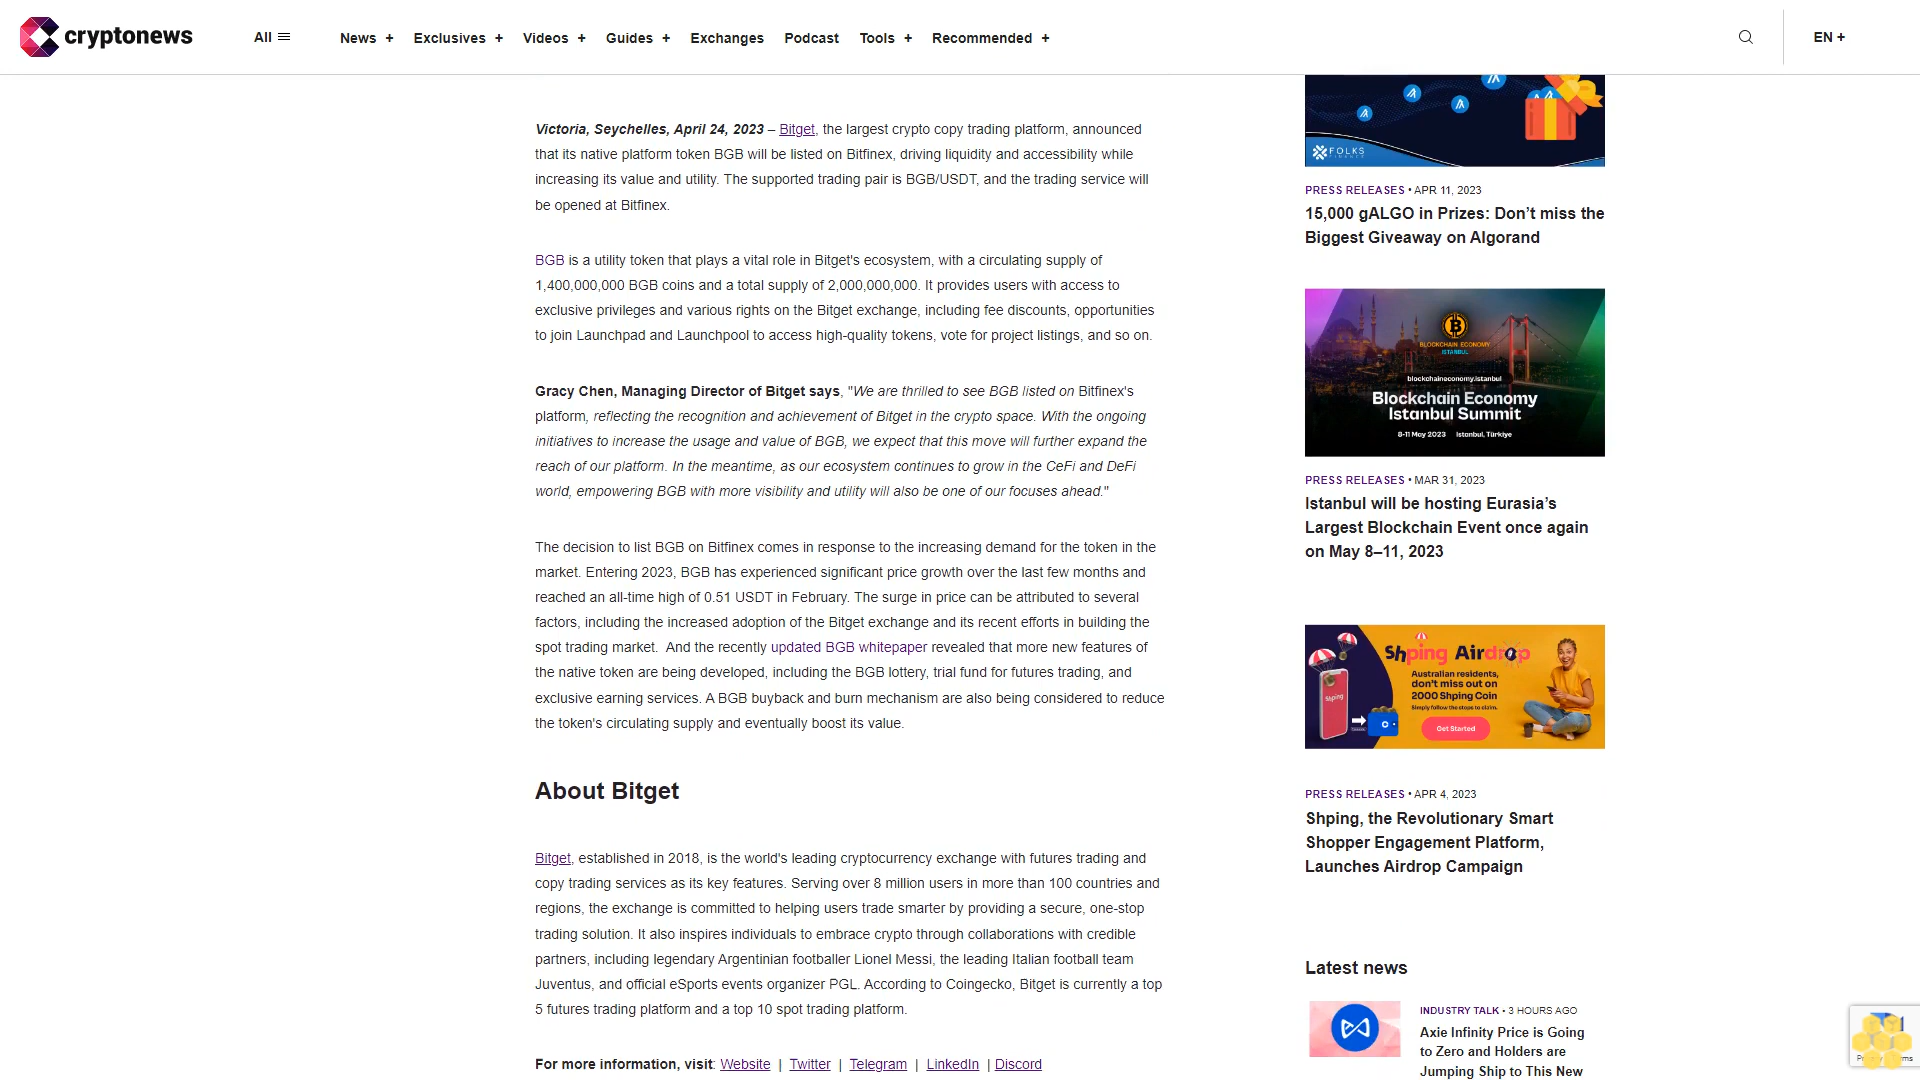 cryptonews
All
News +
Exclusives +
Videos +
Guides +
Exchanges
Podcast
Tools +
Recommended +
EN +
Victoria, Seychelles, April 24, 2023 – Bitget, the largest crypto copy trading platform, announced
that its native platform token BGB will be listed on Bitfinex, driving liquidity and accessibility while
increasing its value and utility. The supported trading pair is BGB/USDT, and the trading service will
be opened at Bitfinex.
BGB is a utility token that plays a vital role in Bitget's ecosystem, with a circulating supply of
1,400,000,000 BGB coins and a total supply of 2,000,000,000. It provides users with access to
exclusive privileges and various rights on the Bitget exchange, including fee discounts, opportunities
to join Launchpad and Launchpool to access high-quality tokens, vote for project listings, and so on.
Gracy Chen, Managing Director of Bitget says, "We are thrilled to see BGB listed on Bitfinex's
platform, reflecting the recognition and achievement of Bitget in the crypto space. With the ongoing
initiatives to increase the usage and value of BGB, we expect that this move will further expand the
reach of our platform. In the meantime, as our ecosystem continues to grow in the CeFi and DeFi
world, empowering BGB with more visibility and utility will also be one of our focuses ahead."
The decision to list BGB on Bitfinex comes in response to the increasing demand for the token in the
market. Entering 2023, BGB has experienced significant price growth over the last few months and
reached an all-time high of 0.51 USDT in February. The surge in price can be attributed to several
factors, including the increased adoption of the Bitget exchange and its recent efforts in building the
spot trading market.  And the recently updated BGB whitepaper revealed that more new features of
the native token are being developed, including the BGB lottery, trial fund for futures trading, and
exclusive earning services. A BGB buyback and burn mechanism are also being considered to reduce
the token's circulating supply and eventually boost its value.
About Bitget
Bitget, established in 2018, is the world's leading cryptocurrency exchange with futures trading and
copy trading services as its key features. Serving over 8 million users in more than 100 countries and
regions, the exchange is committed to helping users trade smarter by providing a secure, one-stop
trading solution. It also inspires individuals to embrace crypto through collaborations with credible
partners, including legendary Argentinian footballer Lionel Messi, the leading Italian football team
Juventus, and official eSports events organizer PGL. According to Coingecko, Bitget is currently a top
5 futures trading platform and a top 10 spot trading platform.
For more information, visit: Website | Twitter | Telegram | LinkedIn | Discord
FOLKS
FINANCE
PRESS RELEASES • APR 11, 2023
15,000 gALGO in Prizes: Don’t miss the
Biggest Giveaway on Algorand
BLOCKCHAIN ECONOMY
ISTANBUL
blockchaineconomy.istanbul
Blockchain Economy
Istanbul Summit
8-11 May 2023 Istanbul, Türkiye
PRESS RELEASES • MAR 31, 2023
Istanbul will be hosting Eurasia’s
Largest Blockchain Event once again
on May 8–11, 2023
Shping Airdrop
Australian residents,
don't miss out on
2000 Shping Coin
Simply follow the steps to claim.
Get Started
Shping
PRESS RELEASES • APR 4, 2023
Shping, the Revolutionary Smart
Shopper Engagement Platform,
Launches Airdrop Campaign
Latest news
INDUSTRY TALK • 3 HOURS AGO
Axie Infinity Price is Going
to Zero and Holders are
Jumping Ship to This New